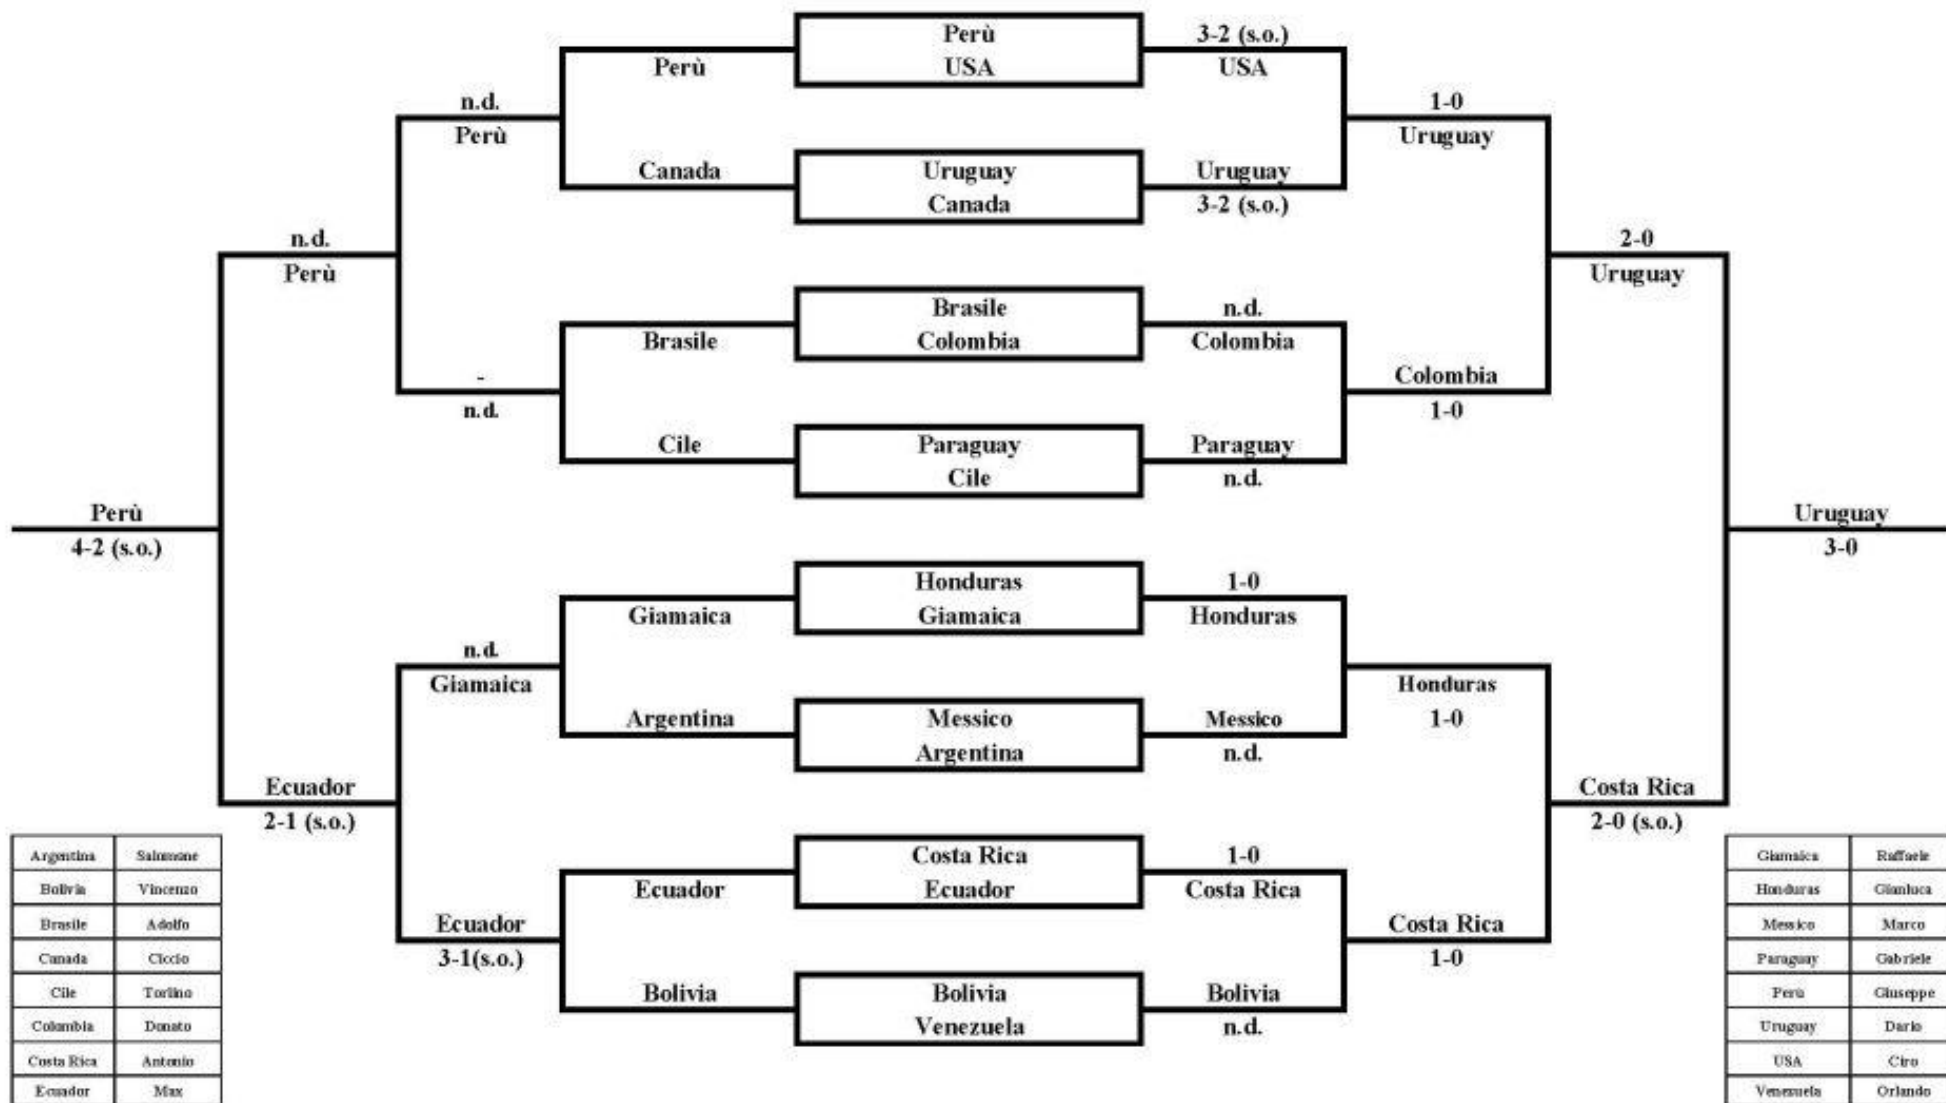 Perù
USA
3-2 (s.o.)
USA
Perù
n.d.
Perù
1-0
Uruguay
Canada
Uruguay
Canada
Uruguay
3-2 (s.o.)
n.d.
Perù
2-0
Uruguay
Brasile
Colombia
n.d.
Colombia
Brasile
-
n.d.
Colombia
1-0
Cile
Paraguay
Cile
Paraguay
n.d.
Perù
4-2 (s.o.)
Uruguay
3-0
Honduras
Giamaica
1-0
Honduras
Giamaica
n.d.
Giamaica
Honduras
1-0
Argentina
Messico
Argentina
Messico
n.d.
Ecuador
2-1 (s.o.)
Costa Rica
2-0 (s.o.)
Costa Rica
Ecuador
1-0
Costa Rica
Ecuador
Ecuador
3-1(s.o.)
Costa Rica
1-0
Bolivia
Bolivia
Venezuela
Bolivia
n.d.
Argentina Salomone
Bolivia Vincenzo
Brasile Adolfo
Canada Ciccio
Cile Torlino
Colombia Donato
Costa Rica Antonio
Ecuador Max
Giamaica Raffaele
Honduras Gianluca
Messico Marco
Paraguay Gabriele
Perù Giuseppe
Uruguay Dario
USA Ciro
Venezuela Orlando